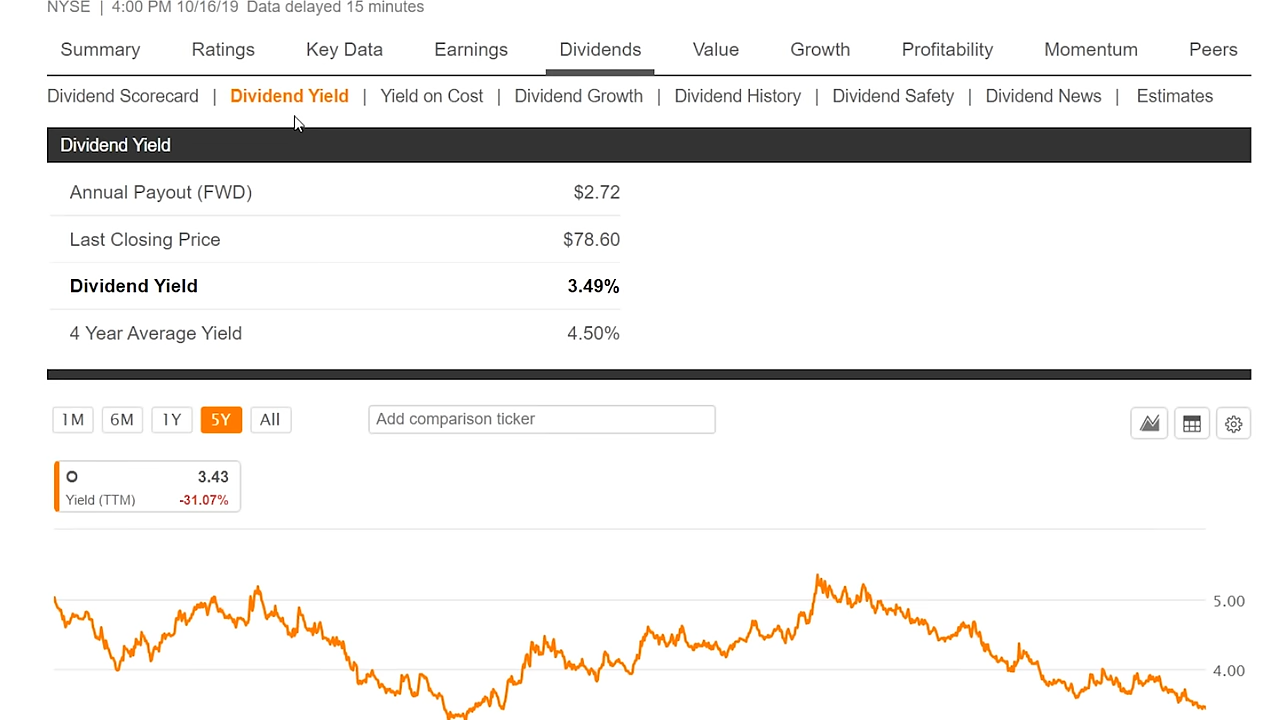 NYSE | 4:00 PM 10/16/19 Data delayed 15 minutes
Summary Ratings Key Data Earnings Dividends Value Growth Profitability Momentum Peers
Dividend Scorecard | Dividend Yield | Yield on Cost | Dividend Growth | Dividend History | Dividend Safety | Dividend News | Estimates
Dividend Yield
Annual Payout (FWD) $2.72
Last Closing Price $78.60
Dividend Yield 3.49%
4 Year Average Yield 4.50%
1M 6M 1Y 5Y All Add comparison ticker
O 3.43
Yield (TTM) -31.07%
5.00
4.00